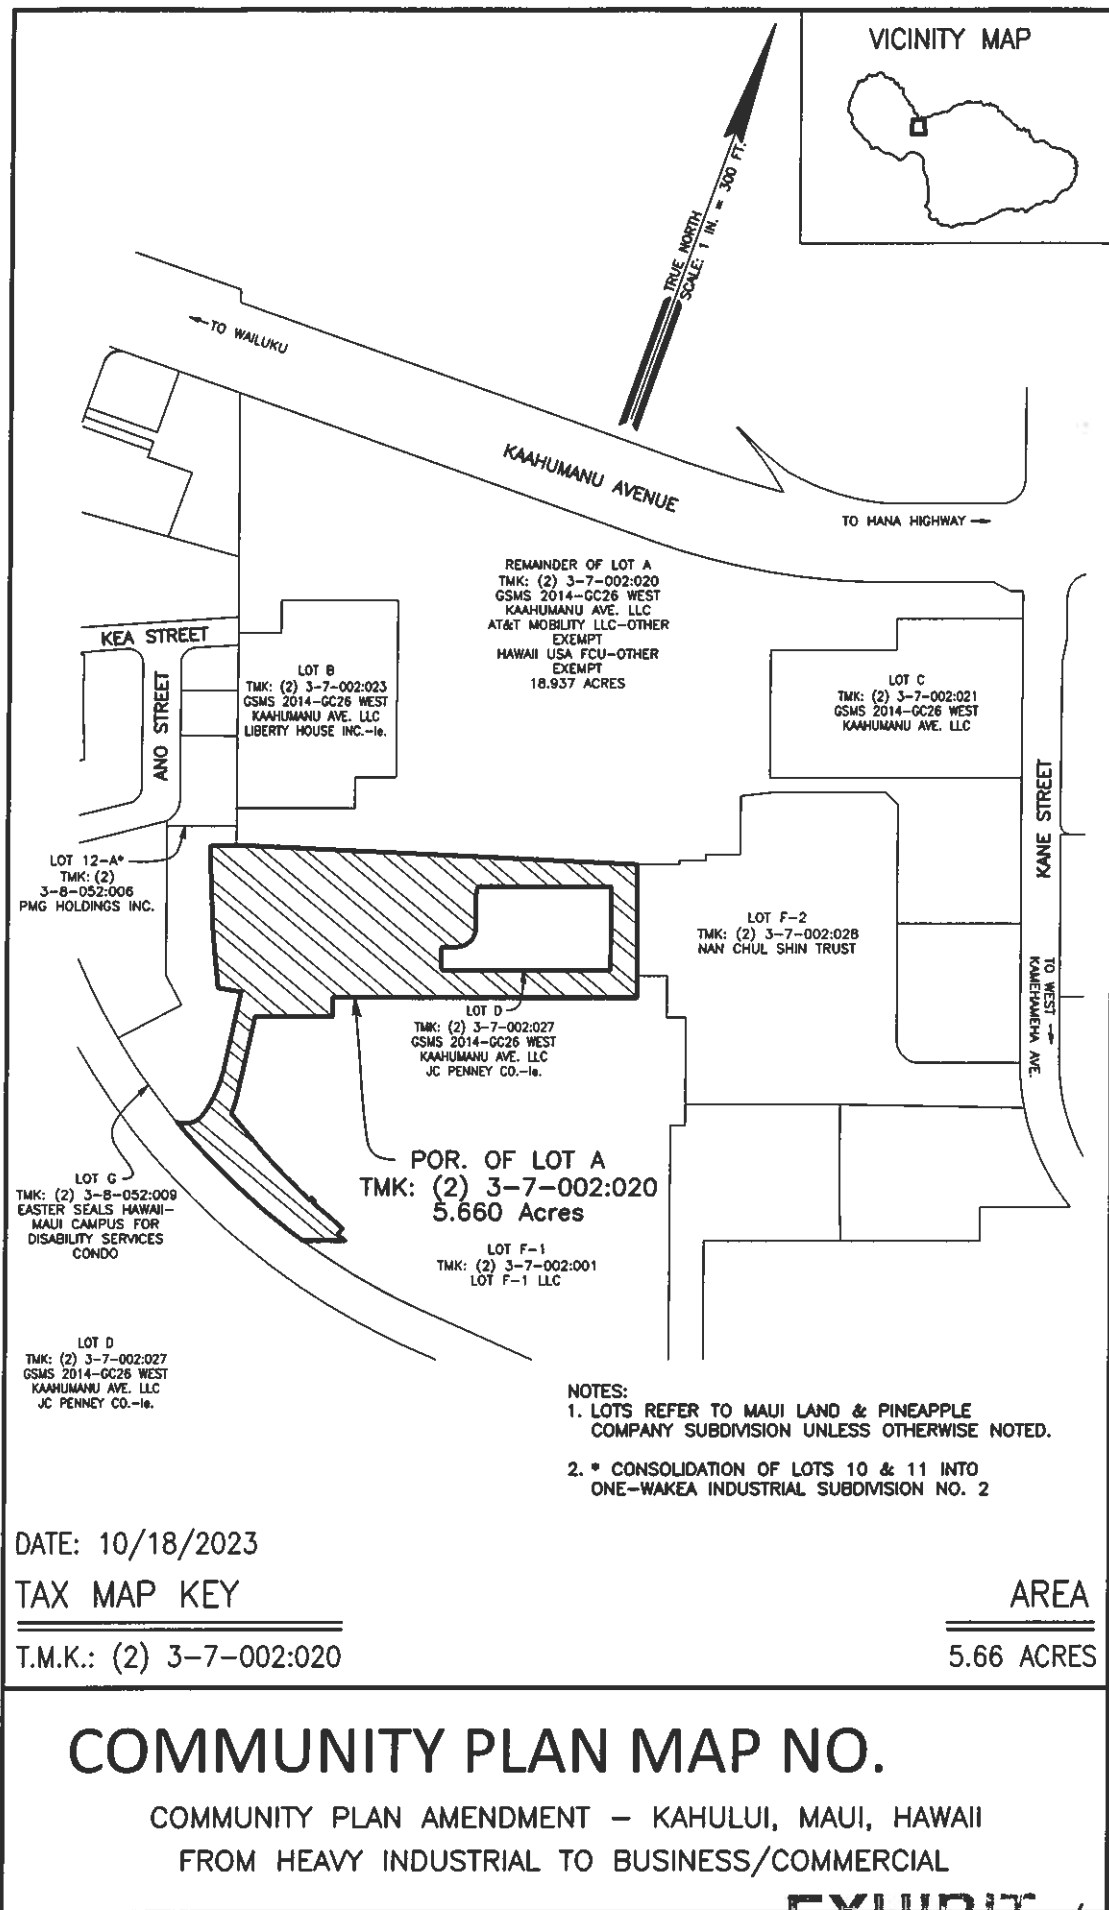 VICINITY MAP
TRUE NORTH
SCALE: 1 IN. = 300 FT.
TO WAILUKU
KAAHUMANU AVENUE
TO HANA HIGHWAY
REMAINDER OF LOT A
TMK: (2) 3-7-002:020
GSMS 2014-GC26 WEST
KAAHUMANU AVE. LLC
AT&T MOBILITY LLC-OTHER
EXEMPT
HAWAII USA FCU-OTHER
EXEMPT
18.937 ACRES
KEA STREET
ANO STREET
LOT B
TMK: (2) 3-7-002:023
GSMS 2014-GC26 WEST
KAAHUMANU AVE. LLC
LIBERTY HOUSE INC.-le.
LOT C
TMK: (2) 3-7-002:021
GSMS 2014-GC26 WEST
KAAHUMANU AVE. LLC
KANE STREET
LOT 12-A*
TMK: (2)
3-8-052:006
PMG HOLDINGS INC.
LOT F-2
TMK: (2) 3-7-002:028
NAN CHUL SHIN TRUST
TO WEST
KAMEHAMEHA AVE.
LOT D
TMK: (2) 3-7-002:027
GSMS 2014-GC26 WEST
KAAHUMANU AVE. LLC
JC PENNEY CO.-le.
POR. OF LOT A
TMK: (2) 3-7-002:020
5.660 Acres
LOT G
TMK: (2) 3-8-052:009
EASTER SEALS HAWAII-
MAUI CAMPUS FOR
DISABILITY SERVICES
CONDO
LOT F-1
TMK: (2) 3-7-002:001
LOT F-1 LLC
LOT D
TMK: (2) 3-7-002:027
GSMS 2014-GC26 WEST
KAAHUMANU AVE. LLC
JC PENNEY CO.-le.
NOTES:
1. LOTS REFER TO MAUI LAND & PINEAPPLE
COMPANY SUBDIVISION UNLESS OTHERWISE NOTED.
2. * CONSOLIDATION OF LOTS 10 & 11 INTO
ONE-WAKEA INDUSTRIAL SUBDIVISION NO. 2
DATE: 10/18/2023
TAX MAP KEY
T.M.K.: (2) 3-7-002:020
AREA
5.66 ACRES
COMMUNITY PLAN MAP NO.
COMMUNITY PLAN AMENDMENT - KAHULUI, MAUI, HAWAII
FROM HEAVY INDUSTRIAL TO BUSINESS/COMMERCIAL
EXHIBIT